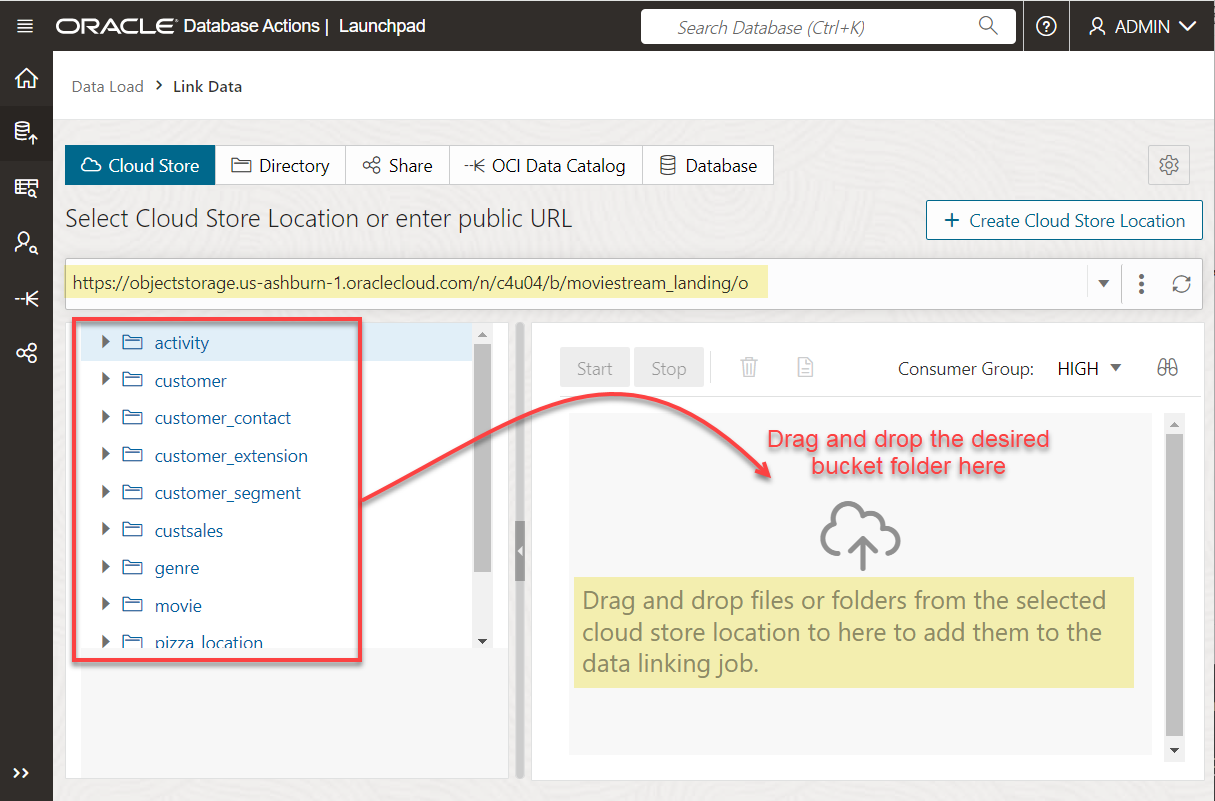 ORACLE® Database Actions | Launchpad
Search Database (Ctrl+K)
ADMIN
Data Load > Link Data
Cloud Store
Directory
Share
OCI Data Catalog
Database
Select Cloud Store Location or enter public URL
+ Create Cloud Store Location
https://objectstorage.us-ashburn-1.oraclecloud.com/n/c4u04/b/moviestream_landing/o
activity
customer
customer_contact
customer_extension
customer_segment
custsales
genre
movie
pizza_location
Start
Stop
Consumer Group:
HIGH
Drag and drop the desired
bucket folder here
Drag and drop files or folders from the selected
cloud store location to here to add them to the
data linking job.